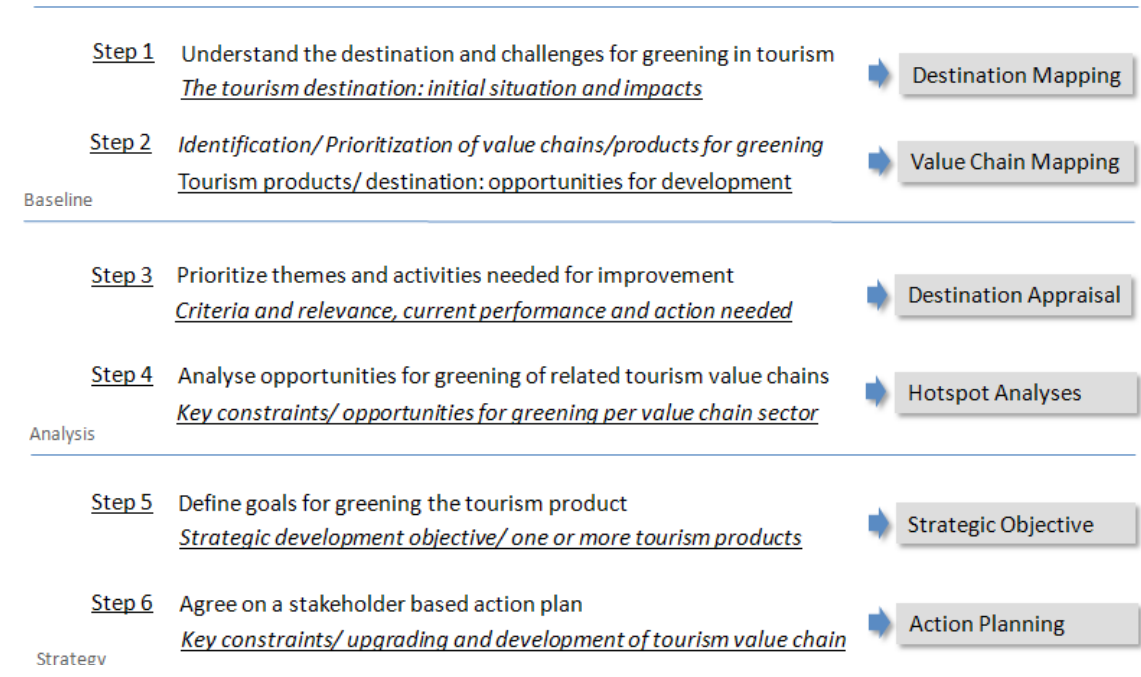 Step 1 Understand the destination and challenges for greening in tourism
The tourism destination: initial situation and impacts
Destination Mapping
Step 2 Identification/ Prioritization of value chains/products for greening
Tourism products/ destination: opportunities for development
Value Chain Mapping
Baseline
Step 3 Prioritize themes and activities needed for improvement
Criteria and relevance, current performance and action needed
Destination Appraisal
Step 4 Analyse opportunities for greening of related tourism value chains
Key constraints/ opportunities for greening per value chain sector
Hotspot Analyses
Analysis
Step 5 Define goals for greening the tourism product
Strategic development objective/ one or more tourism products
Strategic Objective
Step 6 Agree on a stakeholder based action plan
Key constraints/ upgrading and development of tourism value chain
Action Planning
Strategy